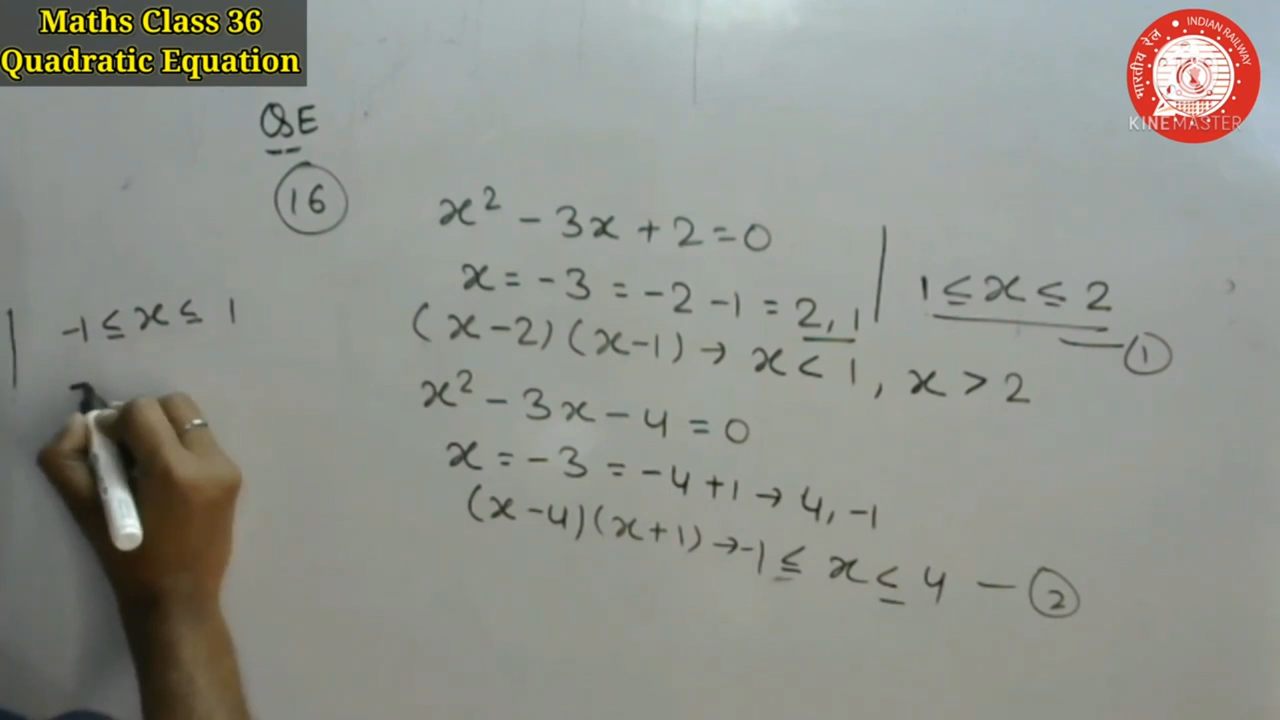 Maths Class 36
Quadratic Equation
भारतीय रेल
INDIAN RAILWAY
KINEMASTER
QE
16
x² - 3x + 2 = 0
x = -3 = -2 -1 = 2, 1 | 1 ≤ x ≤ 2 — 1
(x-2)(x-1) → x < 1, x > 2
x² - 3x - 4 = 0
x = -3 = -4 + 1 → 4, -1
(x-4)(x+1) → -1 ≤ x ≤ 4 — 2
| -1 ≤ x ≤ 1